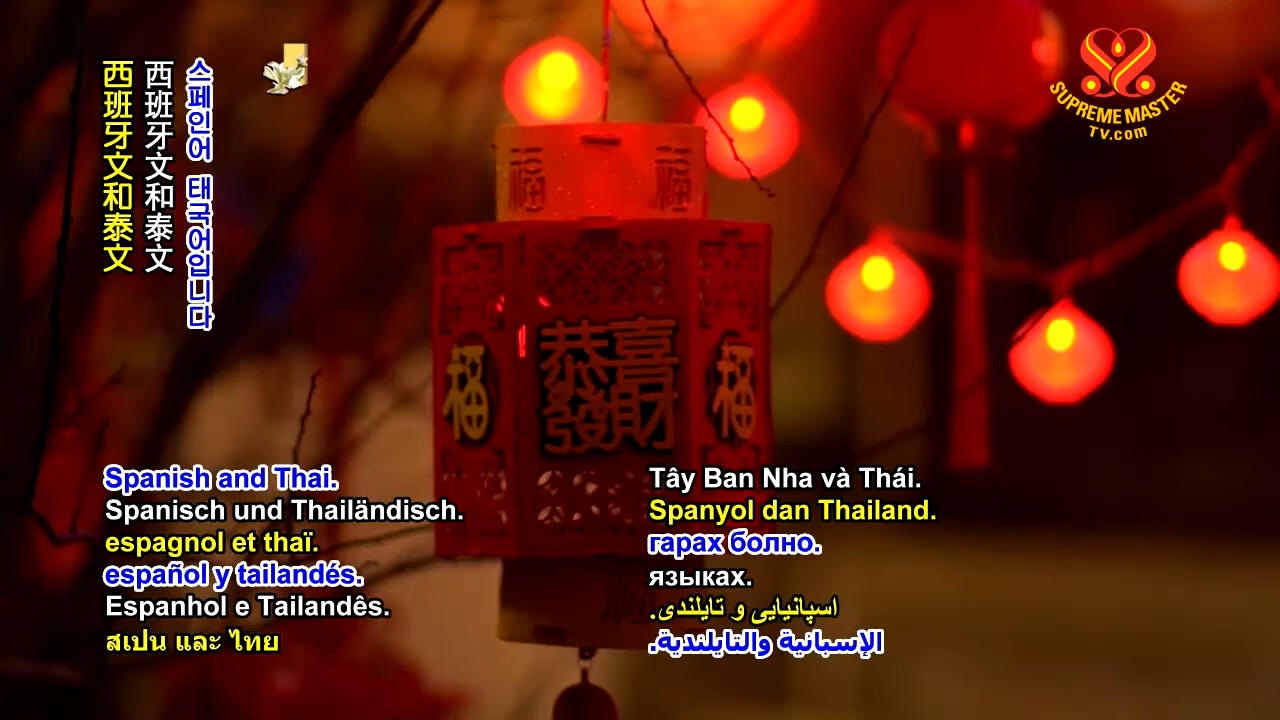 西班牙文和泰文
西班牙文和泰文
스페인어 태국어입니다
SUPREME MASTER
TV.com
福 福
福 恭喜 福
發財
福
Spanish and Thai.
Spanisch und Thailändisch.
espagnol et thaï.
español y tailandés.
Espanhol e Tailandês.
สเปน และ ไทย
Tây Ban Nha và Thái.
Spanyol dan Thailand.
гарах болно.
языках.
اسپانیایی و تایلندی.
الإسبانية والتايلندية.